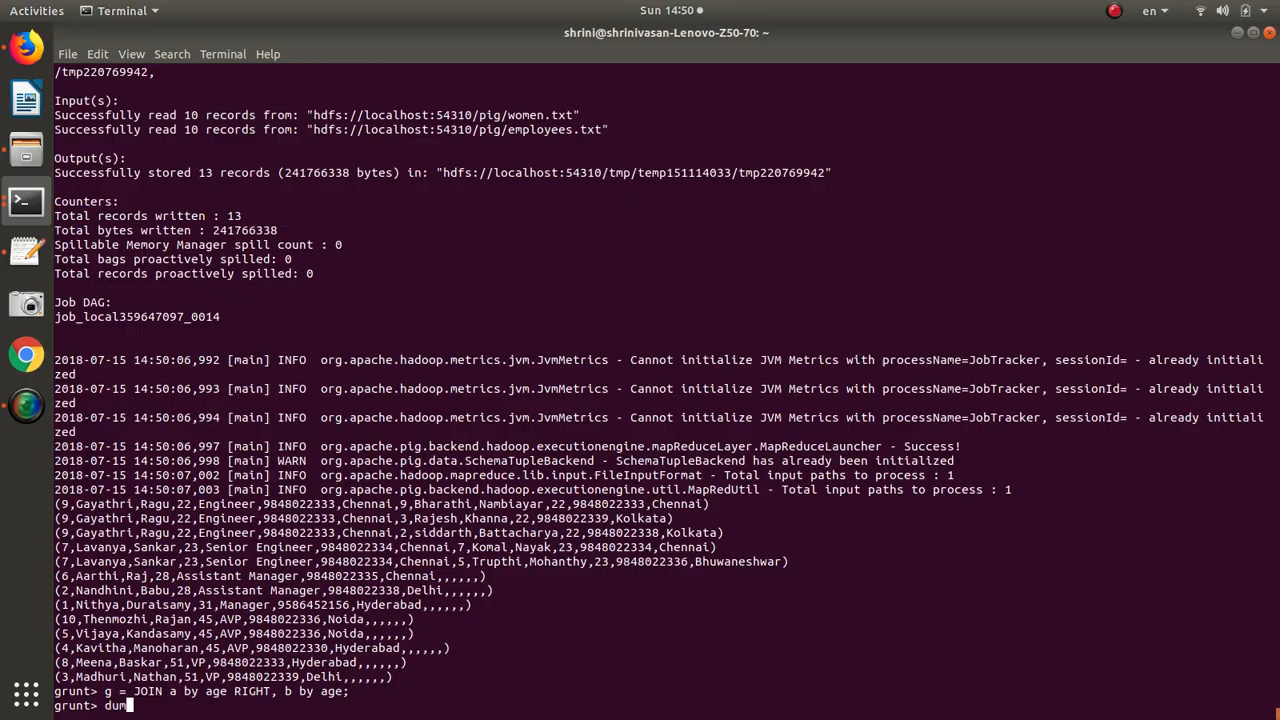 Activities
Terminal
Sun 14:50
en
shrini@shrinivasan-Lenovo-Z50-70: ~
File Edit View Search Terminal Help
/tmp220769942,
Input(s):
Successfully read 10 records from: "hdfs://localhost:54310/pig/women.txt"
Successfully read 10 records from: "hdfs://localhost:54310/pig/employees.txt"
Output(s):
Successfully stored 13 records (241766338 bytes) in: "hdfs://localhost:54310/tmp/temp151114033/tmp220769942"
Counters:
Total records written : 13
Total bytes written : 241766338
Spillable Memory Manager spill count : 0
Total bags proactively spilled: 0
Total records proactively spilled: 0
Job DAG:
job_local359647097_0014
2018-07-15 14:50:06,992 [main] INFO  org.apache.hadoop.metrics.jvm.JvmMetrics - Cannot initialize JVM Metrics with processName=JobTracker, sessionId= - already initiali
zed
2018-07-15 14:50:06,993 [main] INFO  org.apache.hadoop.metrics.jvm.JvmMetrics - Cannot initialize JVM Metrics with processName=JobTracker, sessionId= - already initiali
zed
2018-07-15 14:50:06,994 [main] INFO  org.apache.hadoop.metrics.jvm.JvmMetrics - Cannot initialize JVM Metrics with processName=JobTracker, sessionId= - already initiali
zed
2018-07-15 14:50:06,997 [main] INFO  org.apache.pig.backend.hadoop.executionengine.mapReduceLayer.MapReduceLauncher - Success!
2018-07-15 14:50:06,998 [main] WARN  org.apache.pig.data.SchemaTupleBackend - SchemaTupleBackend has already been initialized
2018-07-15 14:50:07,002 [main] INFO  org.apache.hadoop.mapreduce.lib.input.FileInputFormat - Total input paths to process : 1
2018-07-15 14:50:07,003 [main] INFO  org.apache.pig.backend.hadoop.executionengine.util.MapRedUtil - Total input paths to process : 1
(9,Gayathri,Ragu,22,Engineer,9848022333,Chennai,9,Bharathi,Nambiayar,22,9848022333,Chennai)
(9,Gayathri,Ragu,22,Engineer,9848022333,Chennai,3,Rajesh,Khanna,22,9848022339,Kolkata)
(9,Gayathri,Ragu,22,Engineer,9848022333,Chennai,2,siddarth,Battacharya,22,9848022338,Kolkata)
(7,Lavanya,Sankar,23,Senior Engineer,9848022334,Chennai,7,Komal,Nayak,23,9848022334,Chennai)
(7,Lavanya,Sankar,23,Senior Engineer,9848022334,Chennai,5,Trupthi,Mohanthy,23,9848022336,Bhuwaneshwar)
(6,Aarthi,Raj,28,Assistant Manager,9848022335,Chennai,,,,,,)
(2,Nandhini,Babu,28,Assistant Manager,9848022338,Delhi,,,,,,)
(1,Nithya,Duraisamy,31,Manager,9586452156,Hyderabad,,,,,,)
(10,Thenmozhi,Rajan,45,AVP,9848022336,Noida,,,,,,)
(5,Vijaya,Kandasamy,45,AVP,9848022336,Noida,,,,,,)
(4,Kavitha,Manoharan,45,AVP,9848022330,Hyderabad,,,,,,)
(8,Meena,Baskar,51,VP,9848022333,Hyderabad,,,,,,)
(3,Madhuri,Nathan,51,VP,9848022339,Delhi,,,,,,)
grunt> g = JOIN a by age RIGHT, b by age;
grunt> dum